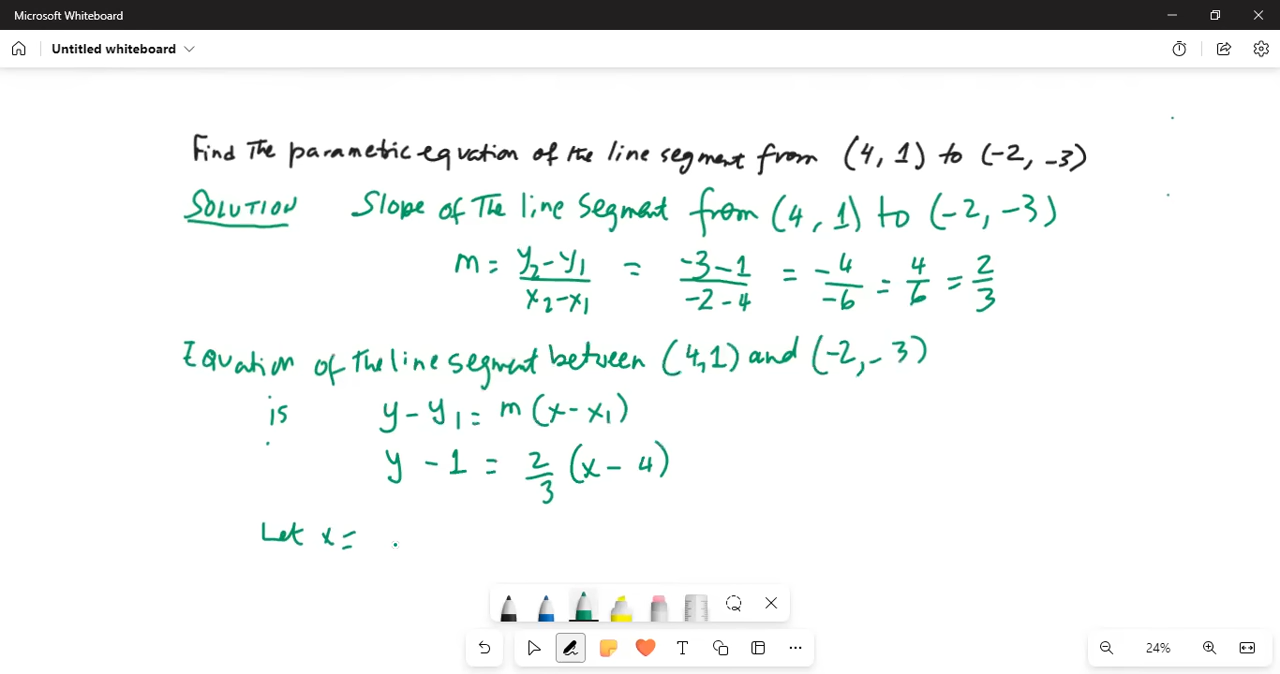 Microsoft Whiteboard
Untitled whiteboard
Find The parametric equation of the line segment from (4, 1) to (-2, -3)
SOLUTION Slope of The line Segment from (4, 1) to (-2, -3)
m = y₂-y₁/x₂-x₁ = -3-1/-2-4 = -4/-6 = 4/6 = 2/3
Equation of The line segment between (4,1) and (-2, -3)
is y - y₁ = m (x - x₁)
y - 1 = 2/3 (x - 4)
Let x =
T
24%